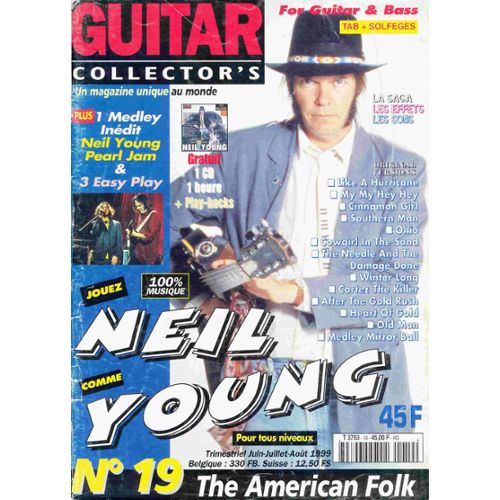 GUITAR
COLLECTOR'S
Un magazine unique au monde
For Guitar & Bass
TAB + SOLFEGES
PLUS
1 Medley
Inédit
Neil Young
Pearl Jam
&
3 Easy Play
NEIL YOUNG
Gratuit
1 CD
1 heure
+ Play-backs
LA SAGA
LES EFFETS
LES SONS
ORIGINAL
VERSIONS
Like A Hurricane
My My Hey Hey
Cinnamon Girl
Southern Man
Ohio
Cowgirl In The Sand
The Needle And The
Damage Done
Winter Long
Cortez The Killer
After The Gold Rush
Heart Of Gold
Old Man
Medley Mirror Ball
JOUEZ
100%
MUSIQUE
NEIL
COMME
YOUNG
45F
Pour tous niveaux
T 3753 - 19 - 45,00 F - RD
Trimestriel Juin-Juillet-Août 1999
Belgique : 330 FB. Suisse : 12,50 FS
N° 19
The American Folk